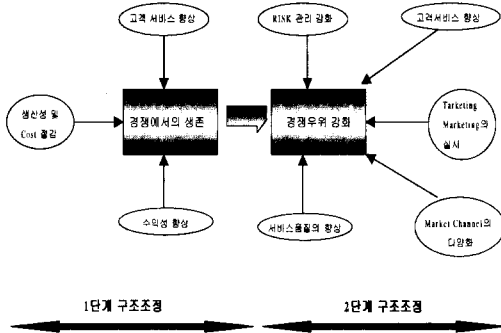 고객 서비스 향상
RISK 관리 강화
고객서비스 향상
생산성 및
Cost 절감
경쟁에서의 생존
경쟁우위 강화
Tarketing
Marketing의
실시
수익성 향상
서비스품질의 향상
Market Channel의
다양화
1단계 구조조정
2단계 구조조정